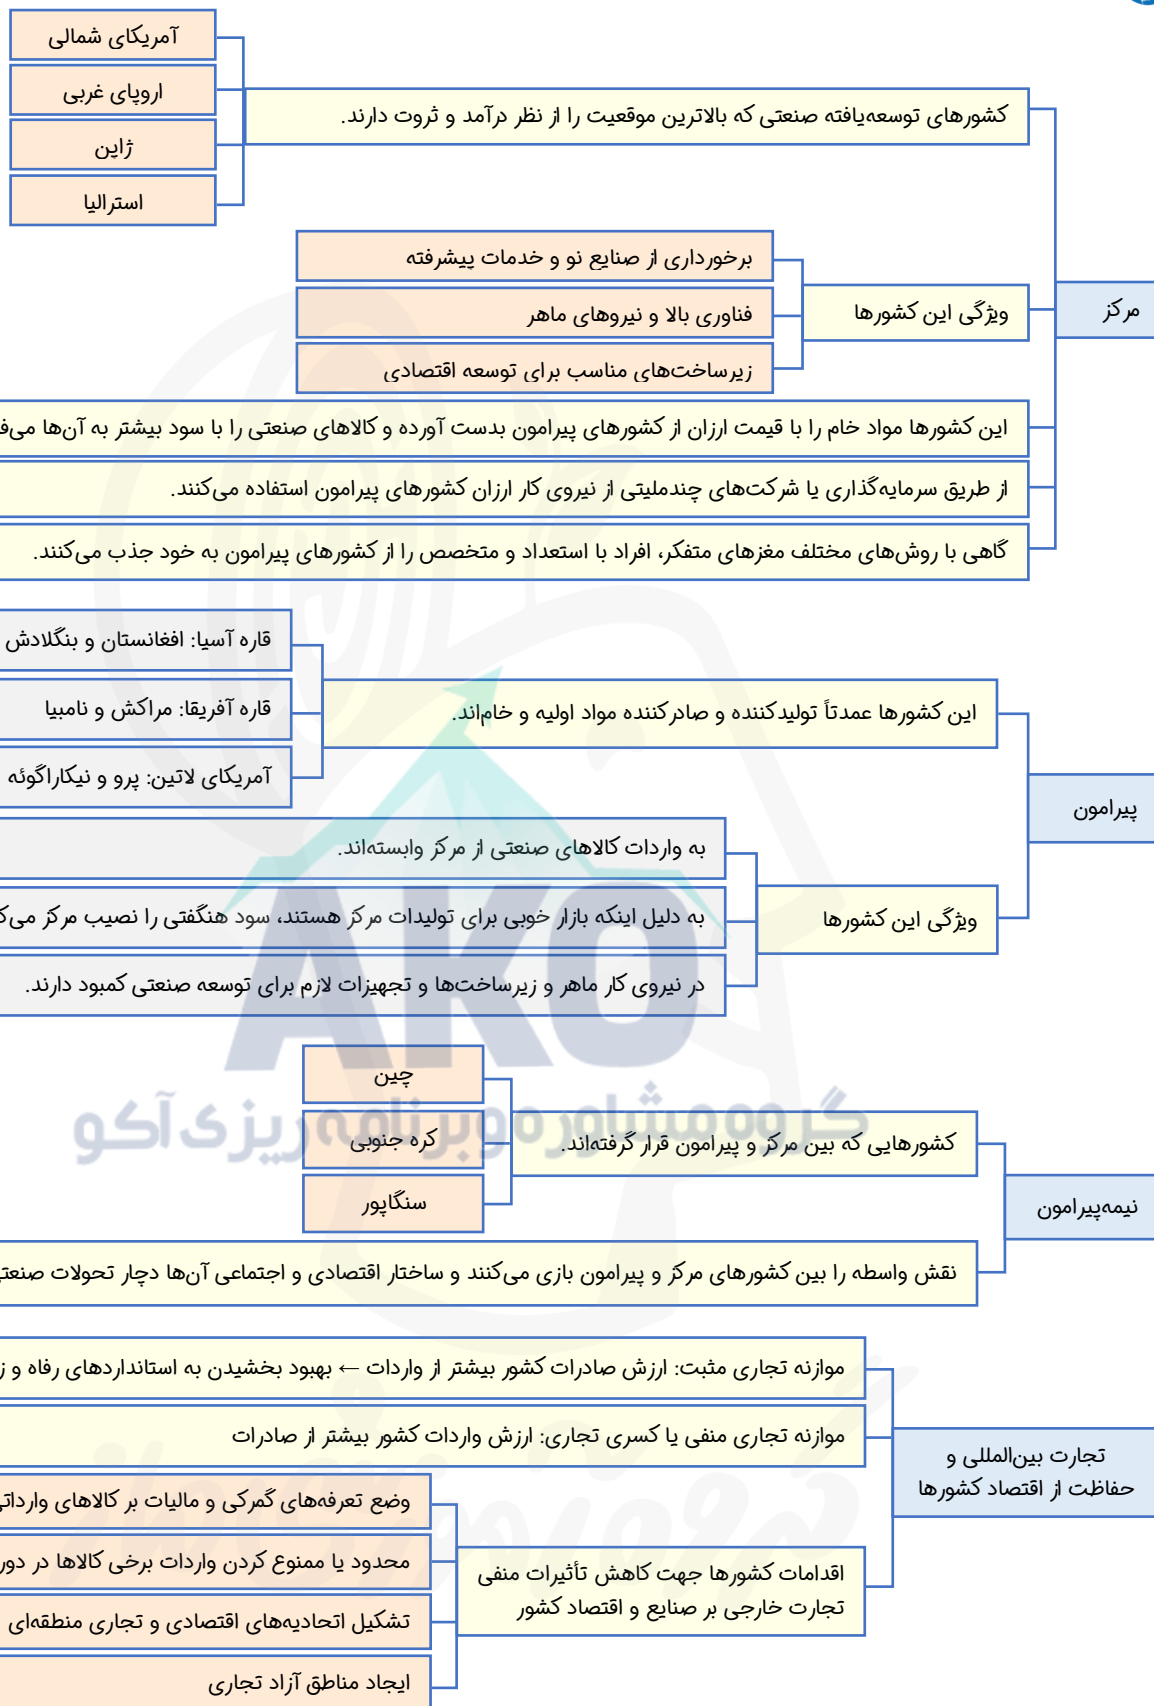 آمریکای شمالی
اروپای غربی
ژاپن
استرالیا
کشورهای توسعه‌یافته صنعتی که بالاترین موقعیت را از نظر درآمد و ثروت دارند.
برخورداری از صنایع نو و خدمات پیشرفته
فناوری بالا و نیروهای ماهر
زیرساخت‌های مناسب برای توسعه اقتصادی
ویژگی این کشورها
مرکز
این کشورها مواد خام را با قیمت ارزان از کشورهای پیرامون بدست آورده و کالاهای صنعتی را با سود بیشتر به آن‌ها
از طریق سرمایه‌گذاری یا شرکت‌های چندملیتی از نیروی کار ارزان کشورهای پیرامون استفاده می‌کنند.
گاهی با روش‌های مختلف مغزهای متفکر، افراد با استعداد و متخصص را از کشورهای پیرامون به خود جذب می‌کنند.
قاره آسیا: افغانستان و بنگلادش
قاره آفریقا: مراکش و نامبیا
آمریکای لاتین: پرو و نیکاراگوئه
این کشورها عمدتاً تولیدکننده و صادرکننده مواد اولیه و خام‌اند.
پیرامون
به واردات کالاهای صنعتی از مرکز وابسته‌اند.
به دلیل اینکه بازار خوبی برای تولیدات مرکز هستند، سود هنگفتی را نصیب مرکز
در نیروی کار ماهر و زیرساخت‌ها و تجهیزات لازم برای توسعه صنعتی کمبود دارند.
ویژگی این کشورها
AKO
گروه مشاوره و برنامه ریزی آکو
چین
کره جنوبی
سنگاپور
کشورهایی که بین مرکز و پیرامون قرار گرفته‌اند.
نیمه‌پیرامون
نقش واسطه را بین کشورهای مرکز و پیرامون بازی می‌کنند و ساختار اقتصادی و اجتماعی آن‌ها دچار تحولات
موازنه تجاری مثبت: ارزش صادرات کشور بیشتر از واردات ← بهبود بخشیدن به استانداردهای رفاه و
موازنه تجاری منفی یا کسری تجاری: ارزش واردات کشور بیشتر از صادرات
تجارت بین‌المللی و
حفاظت از اقتصاد کشورها
وضع تعرفه‌های گمرکی و مالیات بر کالاهای
محدود یا ممنوع کردن واردات برخی کالاها در
تشکیل اتحادیه‌های اقتصادی و تجاری منطقه‌ای
ایجاد مناطق آزاد تجاری
اقدامات کشورها جهت کاهش تأثیرات منفی
تجارت خارجی بر صنایع و اقتصاد کشور